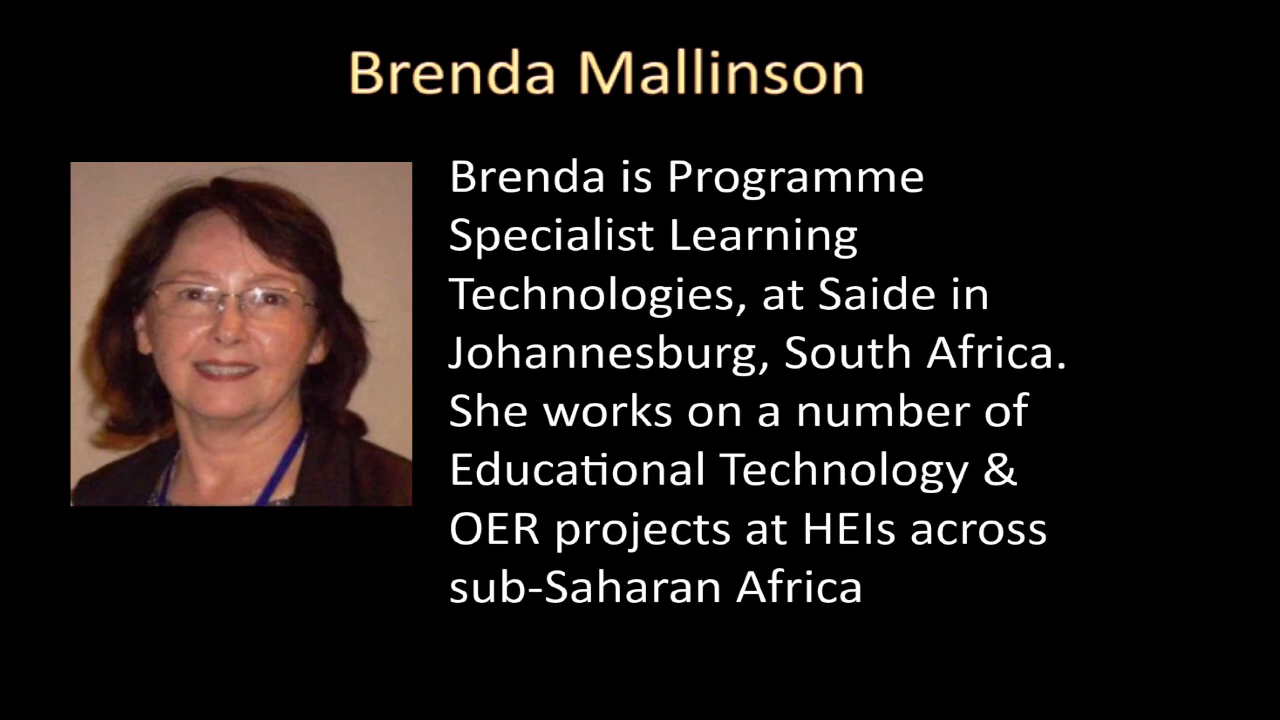 Brenda Mallinson
Brenda is Programme
Specialist Learning
Technologies, at Saide in
Johannesburg, South Africa.
She works on a number of
Educational Technology &
OER projects at HEIs across
sub-Saharan Africa